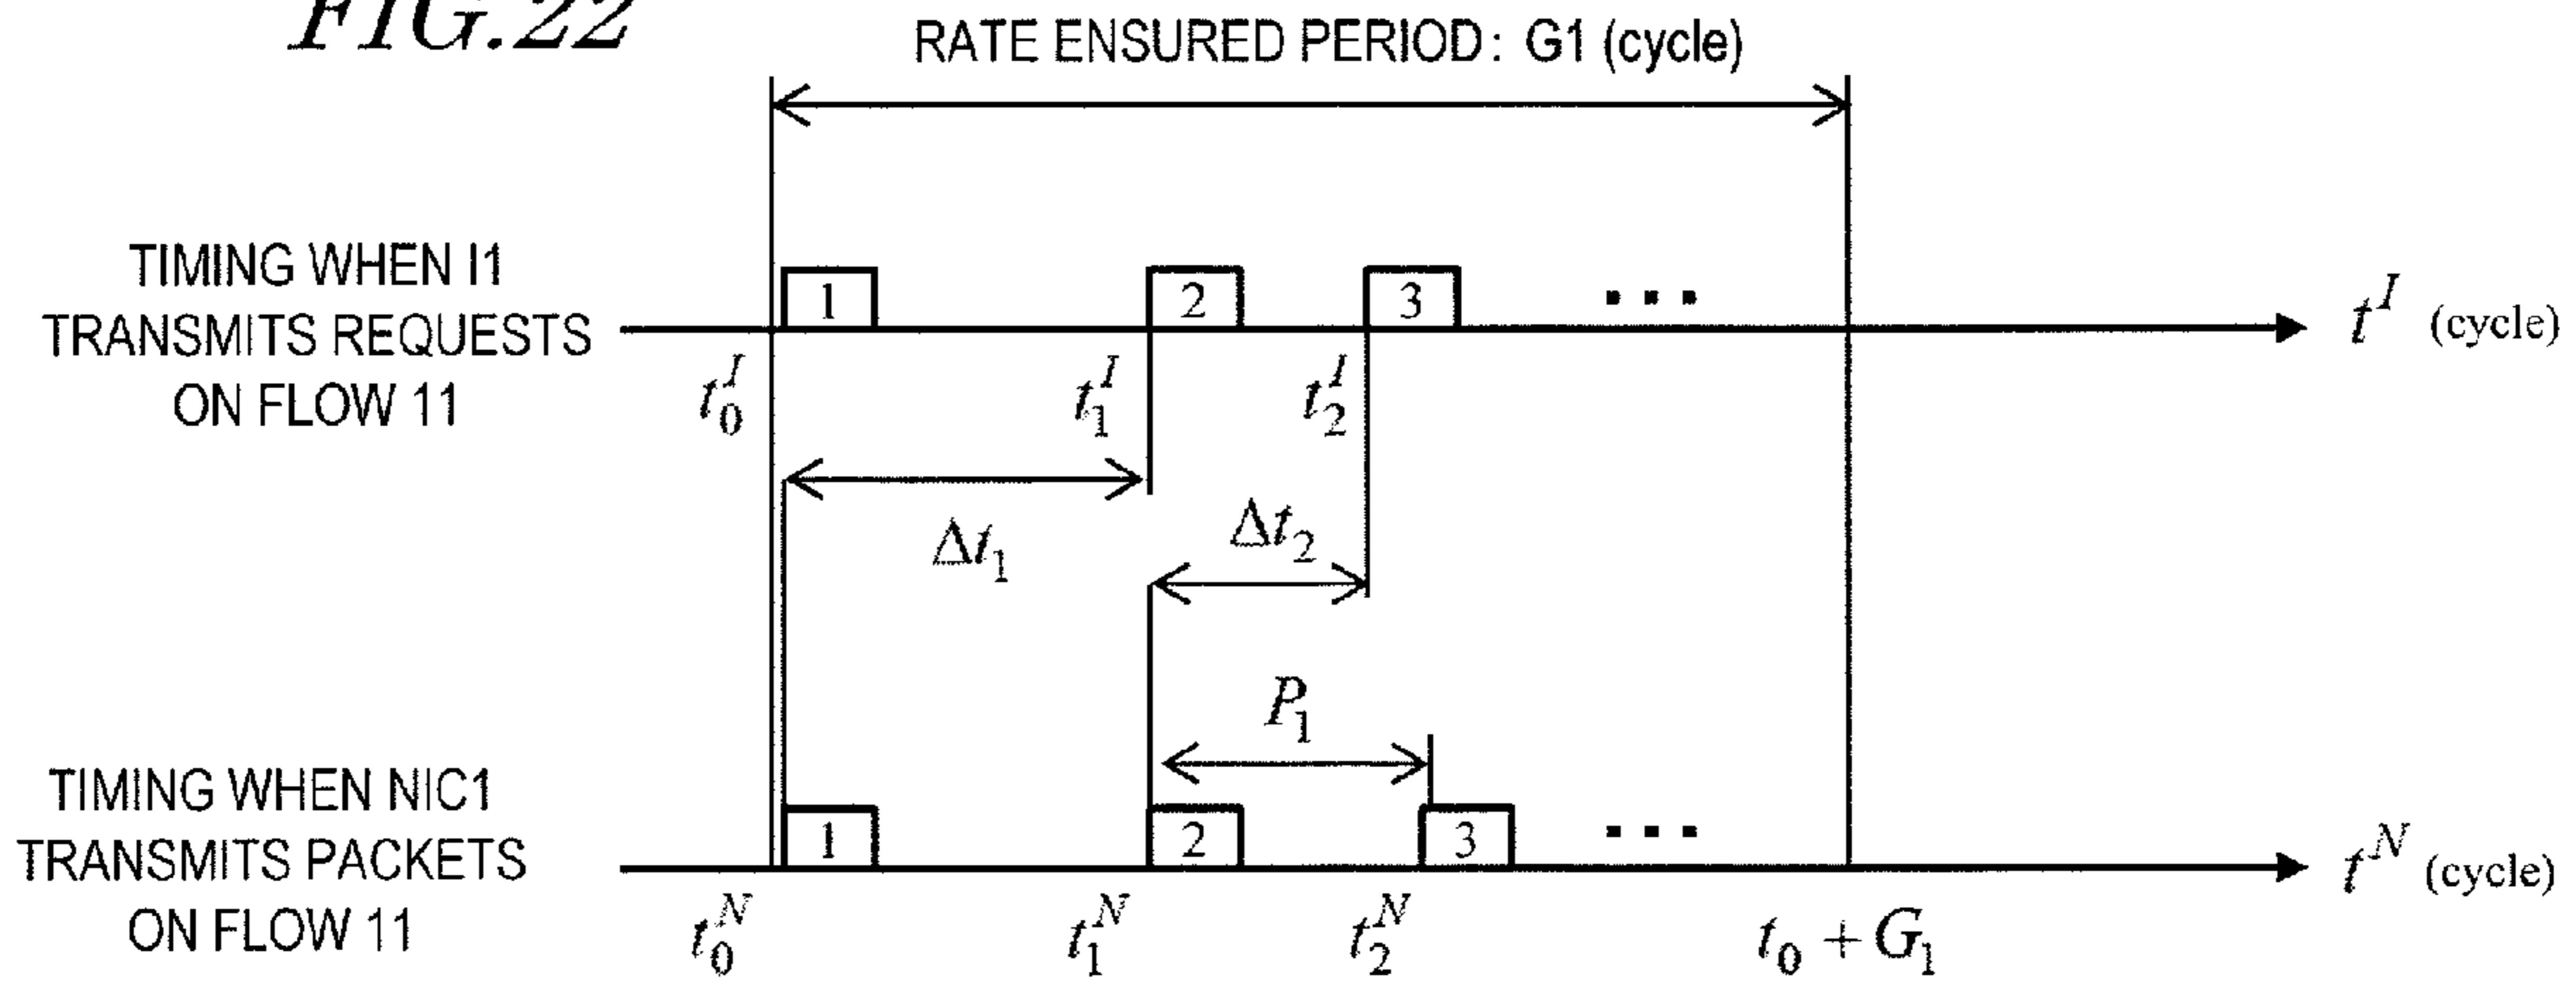 FIG.22
RATE ENSURED PERIOD: G1 (cycle)
TIMING WHEN I1
TRANSMITS REQUESTS
ON FLOW 11
1
2
3
...
t^I (cycle)
t_0^I
t_1^I
t_2^I
Δt_1
Δt_2
P_1
TIMING WHEN NIC1
TRANSMITS PACKETS
ON FLOW 11
1
2
3
...
t^N (cycle)
t_0^N
t_1^N
t_2^N
t_0 + G_1